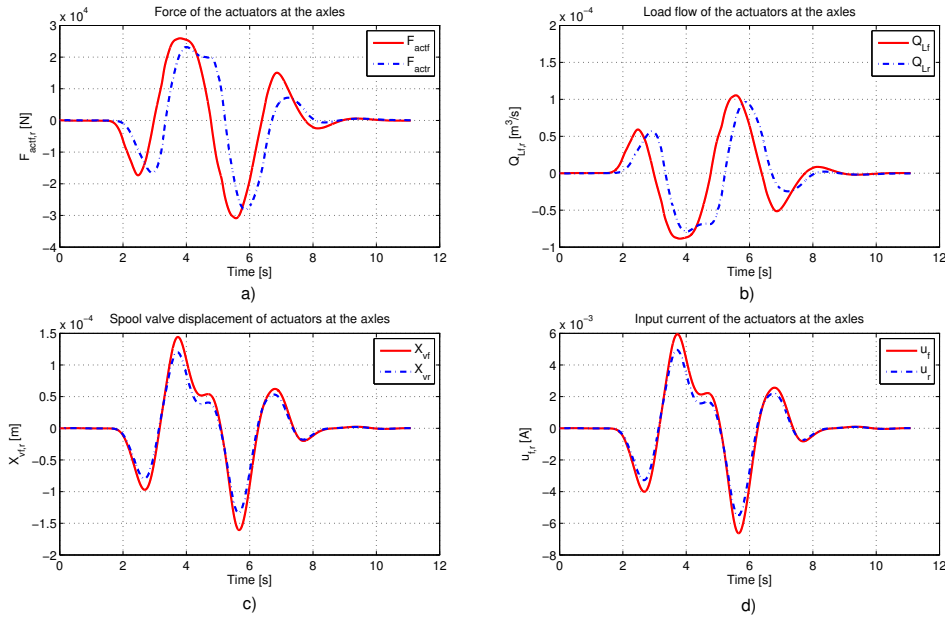 Force of the actuators at the axles
x 10⁴
3
2
1
0
−1
−2
−3
−4
F_actf,r [N]
F_actf
F_actr
0 2 4 6 8 10 12
Time [s]
a)
Load flow of the actuators at the axles
x 10⁻⁴
2
1.5
1
0.5
0
−0.5
−1
Q_Lf,r [m³/s]
Q_Lf
Q_Lr
0 2 4 6 8 10 12 14
Time [s]
b)
Spool valve displacement of actuators at the axles
x 10⁻⁴
1.5
1
0.5
0
−0.5
−1
−1.5
−2
X_vf,r [m]
X_vf
X_vr
0 2 4 6 8 10 12
Time [s]
c)
Input current of the actuators at the axles
x 10⁻³
6
4
2
0
−2
−4
−6
−8
u_f,r [A]
u_f
u_r
0 2 4 6 8 10 12
Time [s]
d)